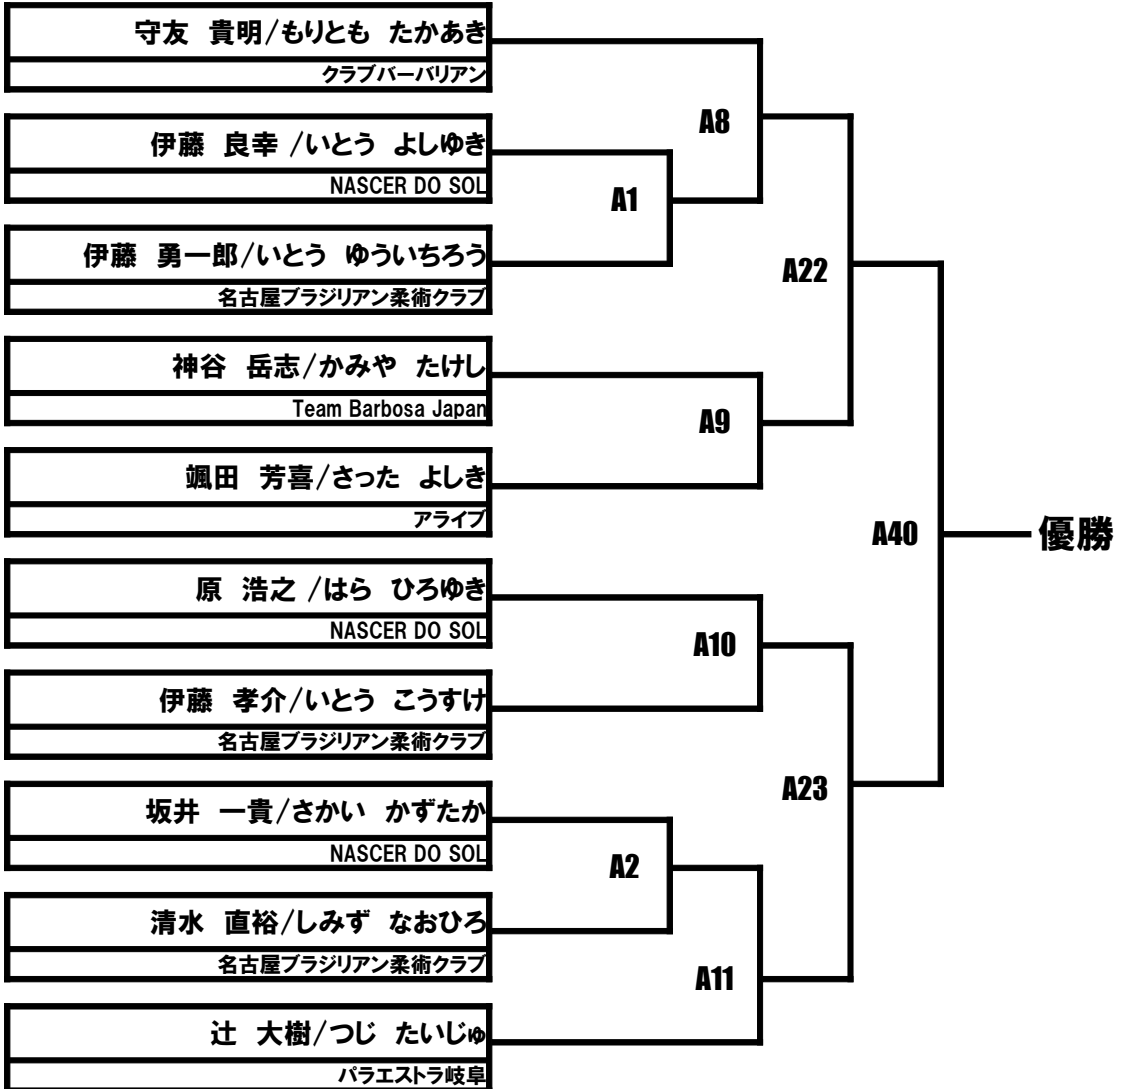 守友 貴明/もりとも たかあき
クラブバーバリアン
伊藤 良幸 /いとう よしゆき
NASCER DO SOL
伊藤 勇一郎/いとう ゆういちろう
名古屋ブラジリアン柔術クラブ
神谷 岳志/かみや たけし
Team Barbosa Japan
颯田 芳喜/さった よしき
アライブ
原 浩之 /はら ひろゆき
NASCER DO SOL
伊藤 孝介/いとう こうすけ
名古屋ブラジリアン柔術クラブ
坂井 一貴/さかい かずたか
NASCER DO SOL
清水 直裕/しみず なおひろ
名古屋ブラジリアン柔術クラブ
辻 大樹/つじ たいじゅ
パラエストラ岐阜
A1
A2
A8
A9
A10
A11
A22
A23
A40
優勝